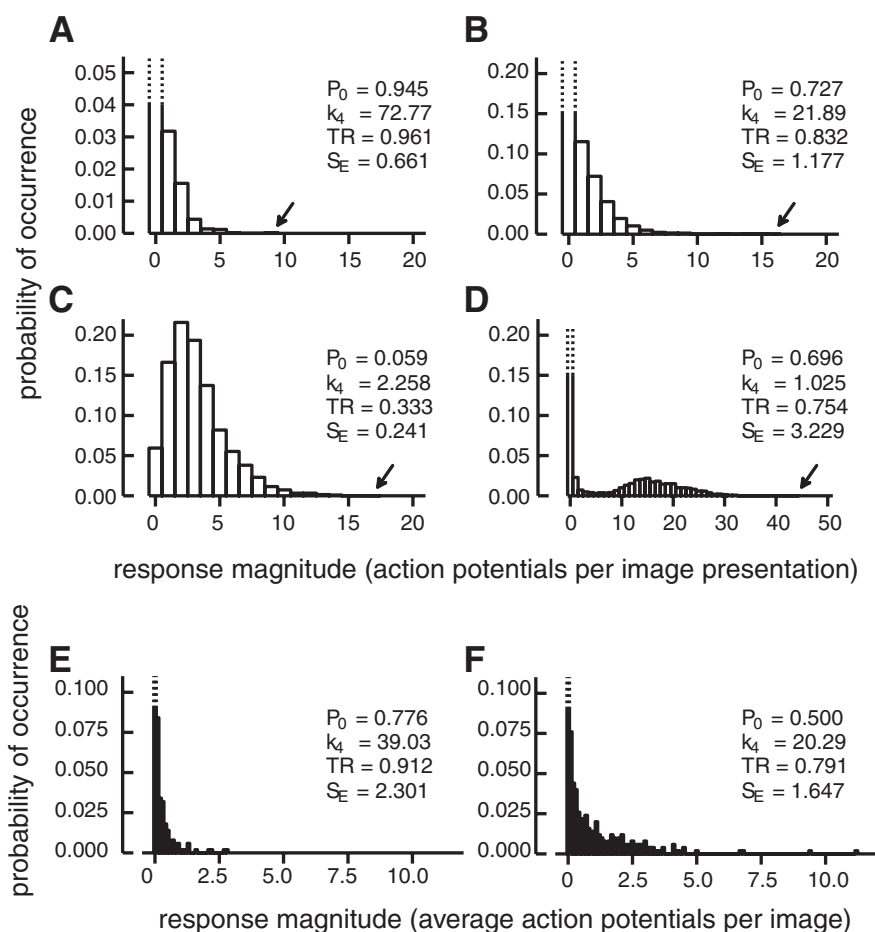 A
0.05
0.04
0.03
0.02
0.01
0.00
0 5 10 15 20
P0 = 0.945
k4 = 72.77
TR = 0.961
SE = 0.661
B
0.20
0.15
0.10
0.05
0.00
0 5 10 15 20
P0 = 0.727
k4 = 21.89
TR = 0.832
SE = 1.177
probability of occurrence
C
0.20
0.15
0.10
0.05
0.00
0 5 10 15 20
P0 = 0.059
k4 = 2.258
TR = 0.333
SE = 0.241
D
0.20
0.15
0.10
0.05
0.00
0 10 20 30 40 50
P0 = 0.696
k4 = 1.025
TR = 0.754
SE = 3.229
response magnitude (action potentials per image presentation)
probability of occurrence
E
0.100
0.075
0.050
0.025
0.000
0 2.5 5.0 7.5 10.0
P0 = 0.776
k4 = 39.03
TR = 0.912
SE = 2.301
F
0.100
0.075
0.050
0.025
0.000
0 2.5 5.0 7.5 10.0
P0 = 0.500
k4 = 20.29
TR = 0.791
SE = 1.647
response magnitude (average action potentials per image)